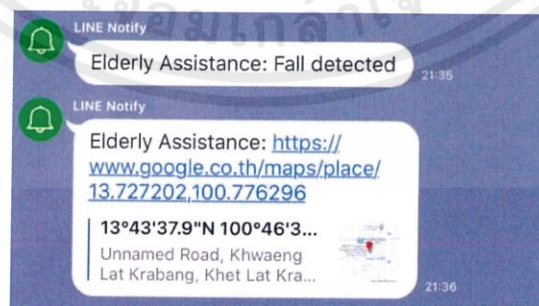 LINE Notify
Elderly Assistance: Fall detected
21:35
LINE Notify
Elderly Assistance: https://
www.google.co.th/maps/place/
13.727202,100.776296
13°43'37.9"N 100°46'3...
Unnamed Road, Khwaeng
Lat Krabang, Khet Lat Kra...
21:36